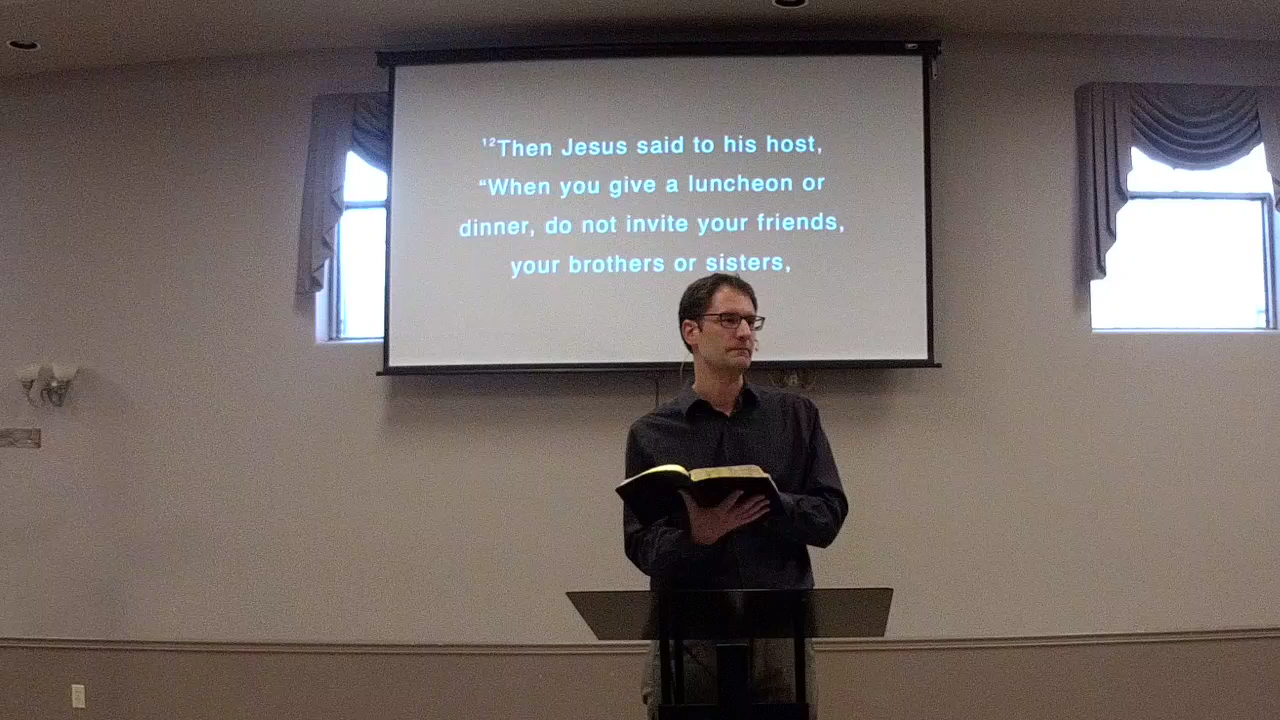 ¹²Then Jesus said to his host,
“When you give a luncheon or
dinner, do not invite your friends,
your brothers or sisters,